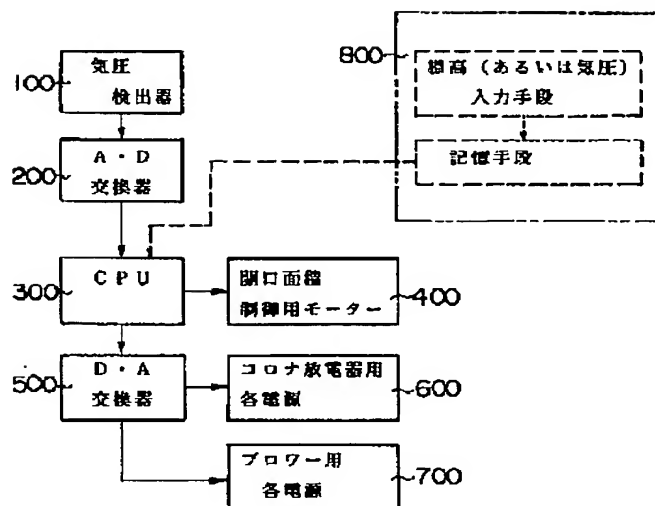 100
気圧
検出器
200
A・D
交換器
300
CPU
開口面積
制御用モーター
400
500
D・A
交換器
コロナ放電器用
各電源
600
ブロワー用
各電源
700
800
標高（あるいは気圧）
入力手段
記憶手段